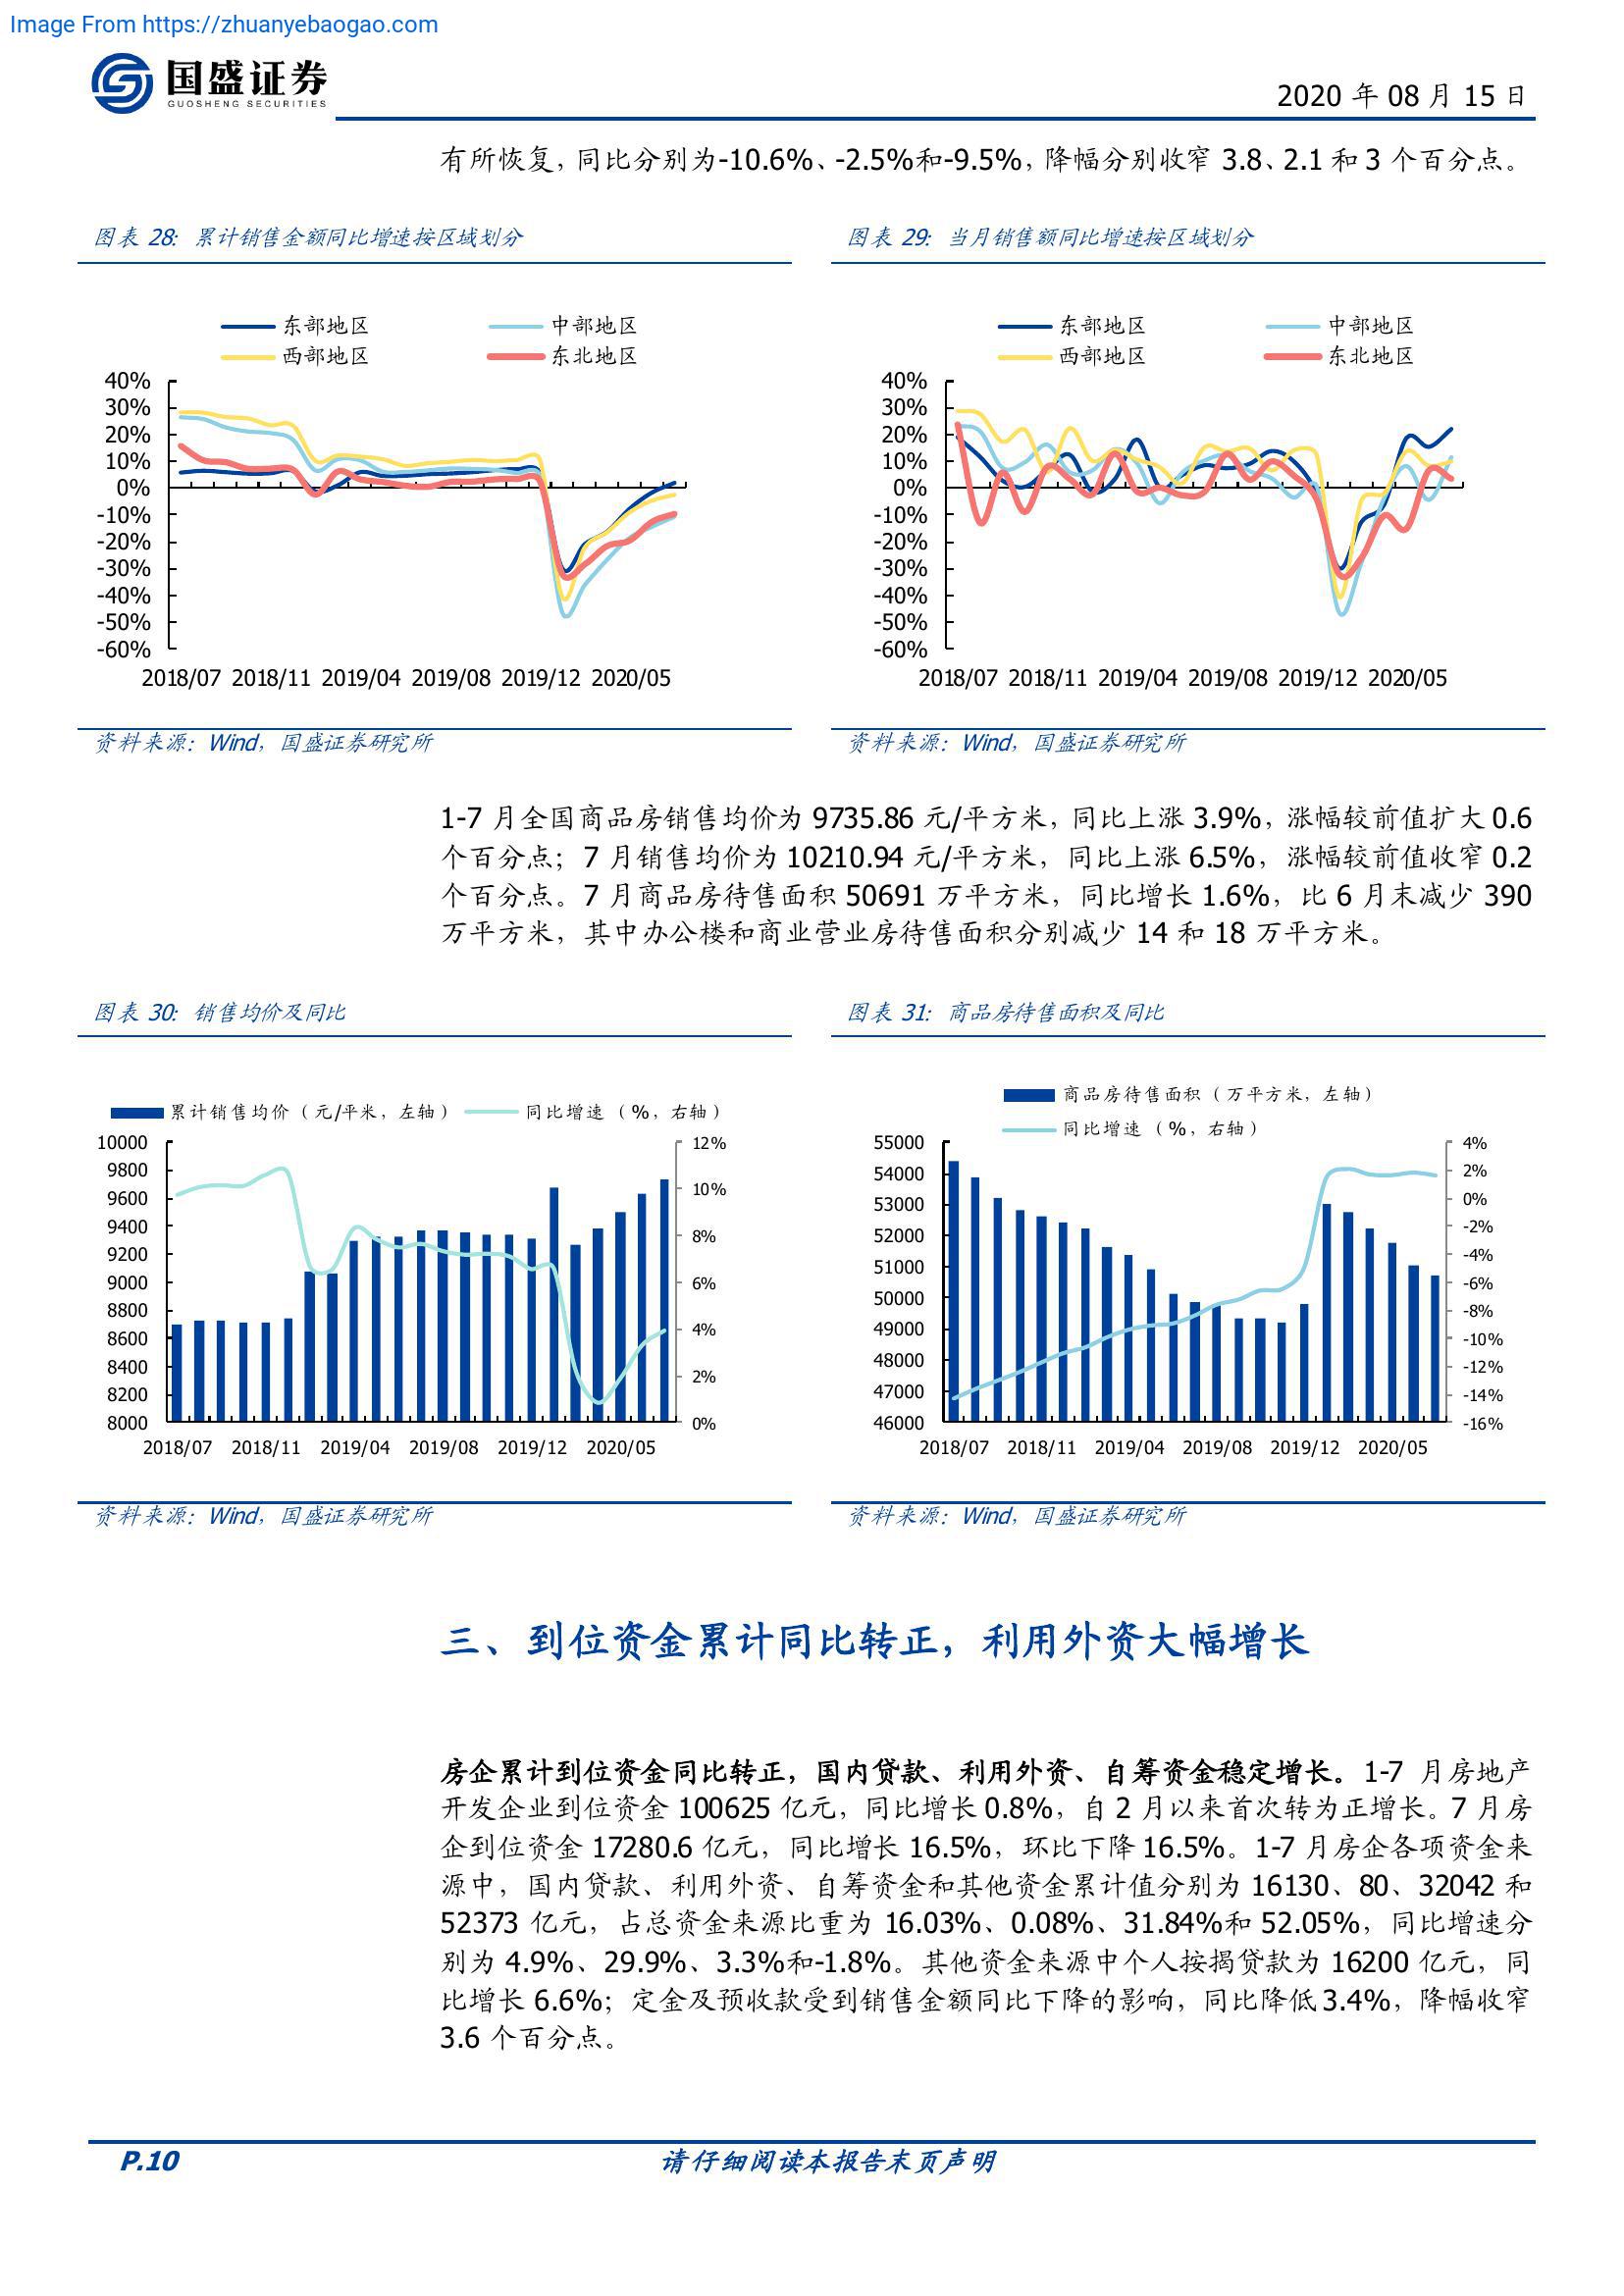 Image From https://zhuanyebaogao.com
国盛证券
GUOSHENG SECURITIES
2020 年 08 月 15 日
有所恢复，同比分别为-10.6%、-2.5%和-9.5%，降幅分别收窄 3.8、2.1 和 3 个百分点。
图表 28: 累计销售金额同比增速按区域划分
东部地区 中部地区
西部地区 东北地区
40%
30%
20%
10%
0%
-10%
-20%
-30%
-40%
-50%
-60%
2018/07 2018/11 2019/04 2019/08 2019/12 2020/05
资料来源：Wind，国盛证券研究所
图表 29: 当月销售额同比增速按区域划分
东部地区 中部地区
西部地区 东北地区
40%
30%
20%
10%
0%
-10%
-20%
-30%
-40%
-50%
-60%
2018/07 2018/11 2019/04 2019/08 2019/12 2020/05
资料来源：Wind，国盛证券研究所
1-7 月全国商品房销售均价为 9735.86 元/平方米，同比上涨 3.9%，涨幅较前值扩大 0.6
个百分点；7 月销售均价为 10210.94 元/平方米，同比上涨 6.5%，涨幅较前值收窄 0.2
个百分点。7 月商品房待售面积 50691 万平方米，同比增长 1.6%，比 6 月末减少 390
万平方米，其中办公楼和商业营业房待售面积分别减少 14 和 18 万平方米。
图表 30: 销售均价及同比
累计销售均价（元/平米，左轴） 同比增速（%，右轴）
10000
9800
9600
9400
9200
9000
8800
8600
8400
8200
8000
12%
10%
8%
6%
4%
2%
0%
2018/07 2018/11 2019/04 2019/08 2019/12 2020/05
资料来源：Wind，国盛证券研究所
图表 31: 商品房待售面积及同比
商品房待售面积（万平方米，左轴）
同比增速（%，右轴）
55000
54000
53000
52000
51000
50000
49000
48000
47000
46000
4%
2%
0%
-2%
-4%
-6%
-8%
-10%
-12%
-14%
-16%
2018/07 2018/11 2019/04 2019/08 2019/12 2020/05
资料来源：Wind，国盛证券研究所
三、到位资金累计同比转正，利用外资大幅增长
房企累计到位资金同比转正，国内贷款、利用外资、自筹资金稳定增长。1-7 月房地产
开发企业到位资金 100625 亿元，同比增长 0.8%，自 2 月以来首次转为正增长。7 月房
企到位资金 17280.6 亿元，同比增长 16.5%，环比下降 16.5%。1-7 月房企各项资金来
源中，国内贷款、利用外资、自筹资金和其他资金累计值分别为 16130、80、32042 和
52373 亿元，占总资金来源比重为 16.03%、0.08%、31.84%和 52.05%，同比增速分
别为 4.9%、29.9%、3.3%和-1.8%。其他资金来源中个人按揭贷款为 16200 亿元，同
比增长 6.6%；定金及预收款受到销售金额同比下降的影响，同比降低 3.4%，降幅收窄
3.6 个百分点。
P.10 请仔细阅读本报告末页声明